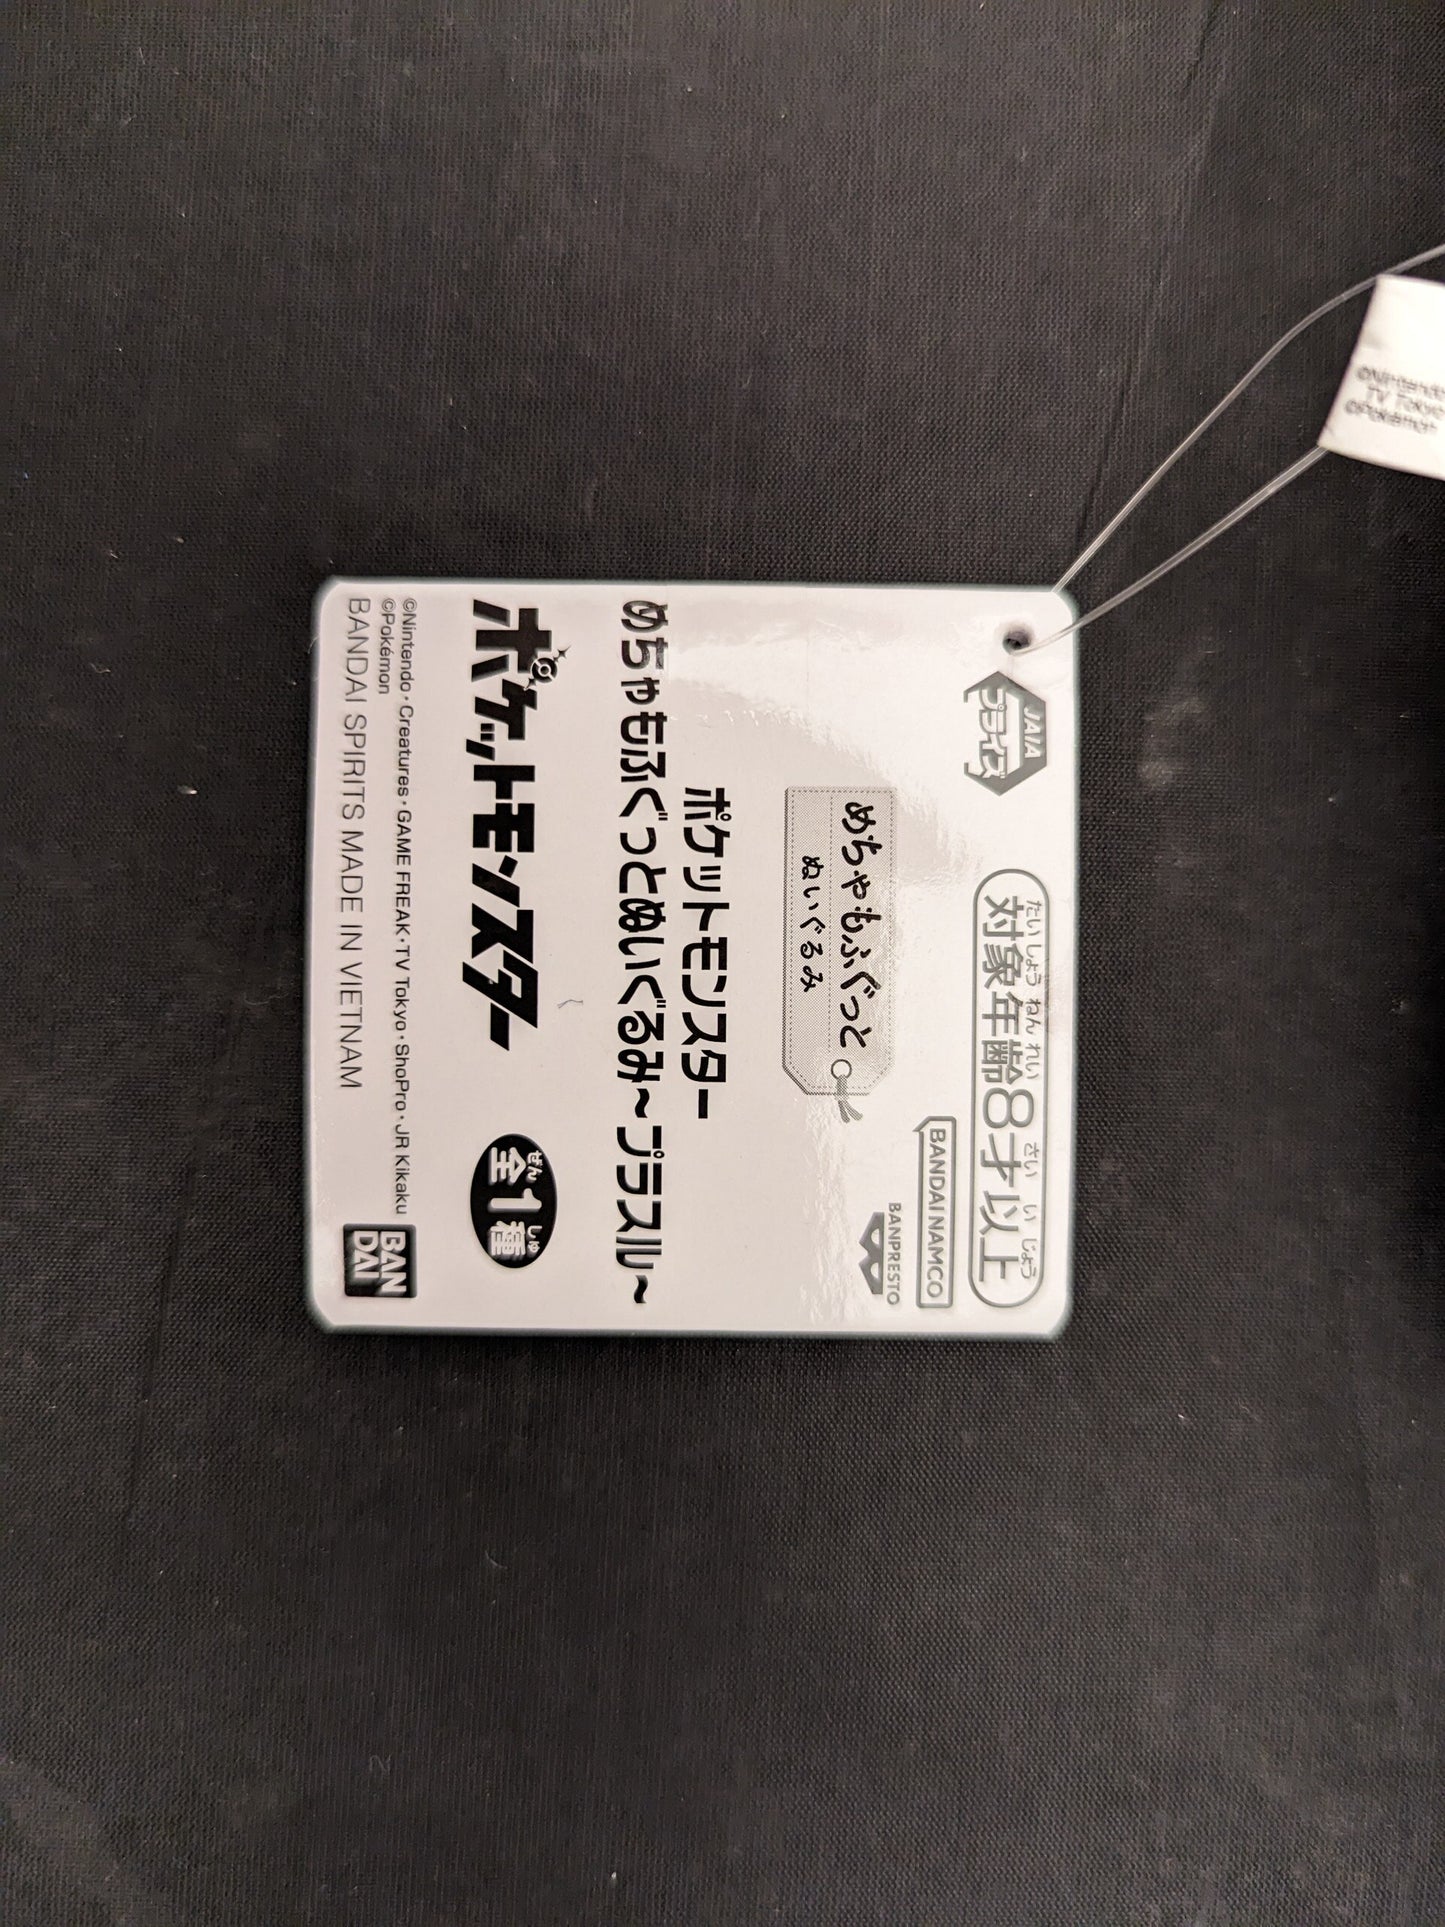 JAIA
プライズ
たいしょうねんれい さい いじょう
対象年齢8才以上
BANDAI NAMCO
BANPRESTO
めちゃもふぐっと
ぬいぐるみ
ポケットモンスター
めちゃもふぐっとぬいぐるみ~プラスル~
ポケットモンスター
ぜん しゅ
全1種
©Nintendo・Creatures・GAME FREAK・TV Tokyo・ShoPro・JR Kikaku
©Pokémon
BANDAI SPIRITS MADE IN VIETNAM
BAN
DAI
©Nintendo
TV Tokyo
©Pokémon